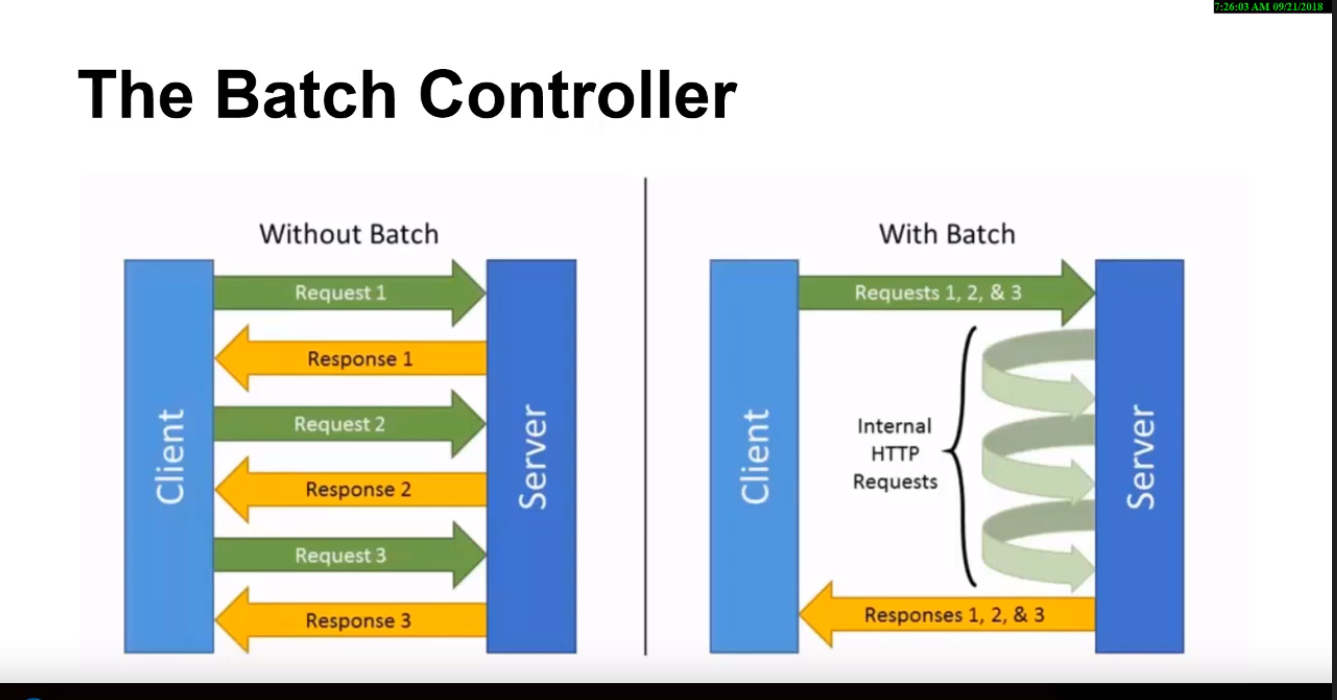 7:26:03 AM 09/21/2018
The Batch Controller
Without Batch
Client
Request 1
Response 1
Request 2
Response 2
Request 3
Response 3
Server
With Batch
Client
Requests 1, 2, & 3
Internal
HTTP
Requests
Responses 1, 2, & 3
Server